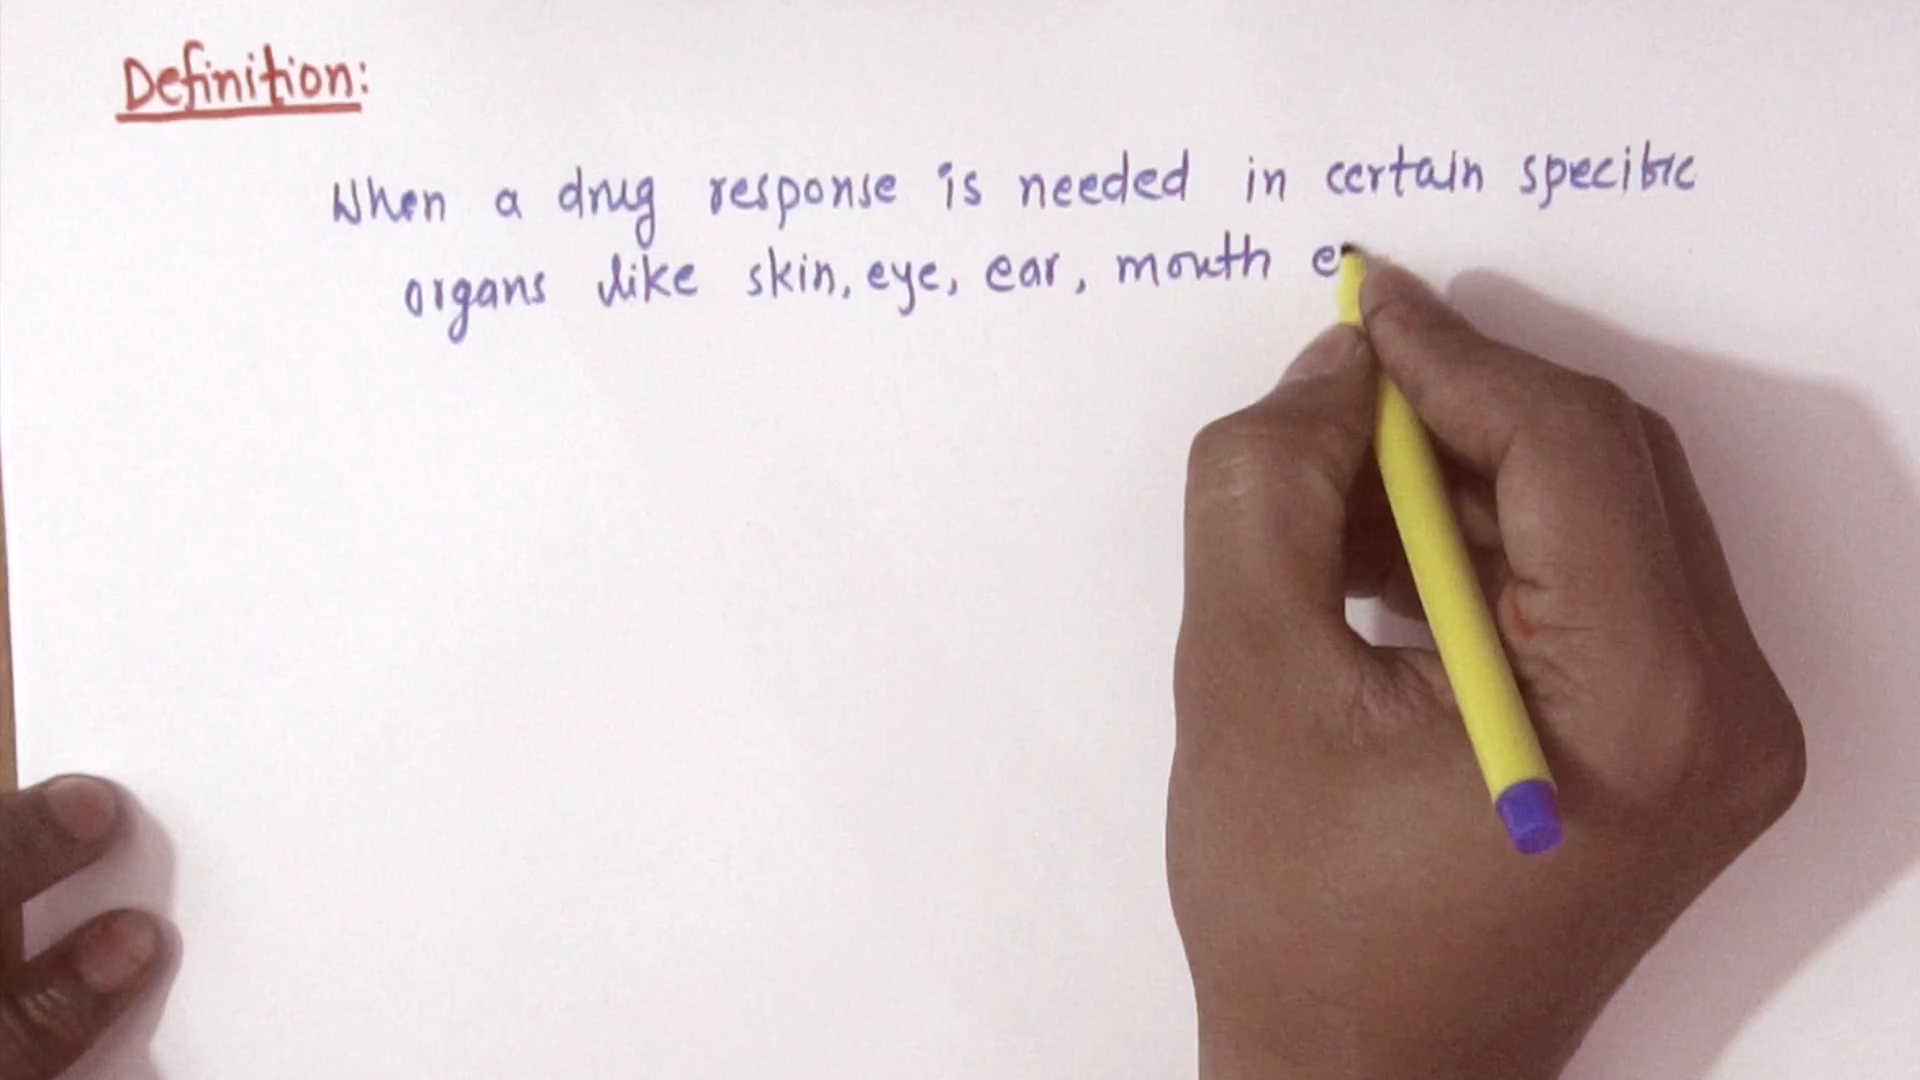 Definition:
When a drug response is needed in certain specific
organs like skin, eye, ear, mouth